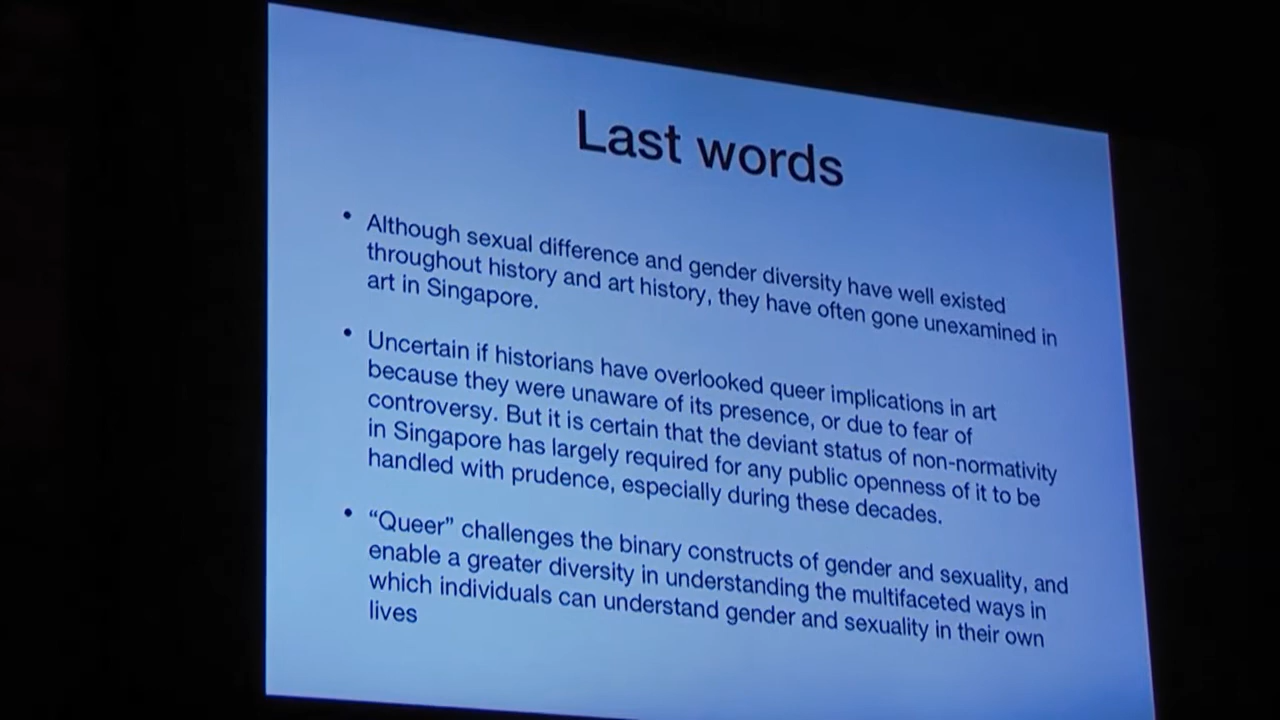 Last words
• Although sexual difference and gender diversity have well existed
throughout history and art history, they have often gone unexamined in
art in Singapore.
• Uncertain if historians have overlooked queer implications in art
because they were unaware of its presence, or due to fear of
controversy. But it is certain that the deviant status of non-normativity
in Singapore has largely required for any public openness of it to be
handled with prudence, especially during these decades.
• “Queer” challenges the binary constructs of gender and sexuality, and
enable a greater diversity in understanding the multifaceted ways in
which individuals can understand gender and sexuality in their own
lives